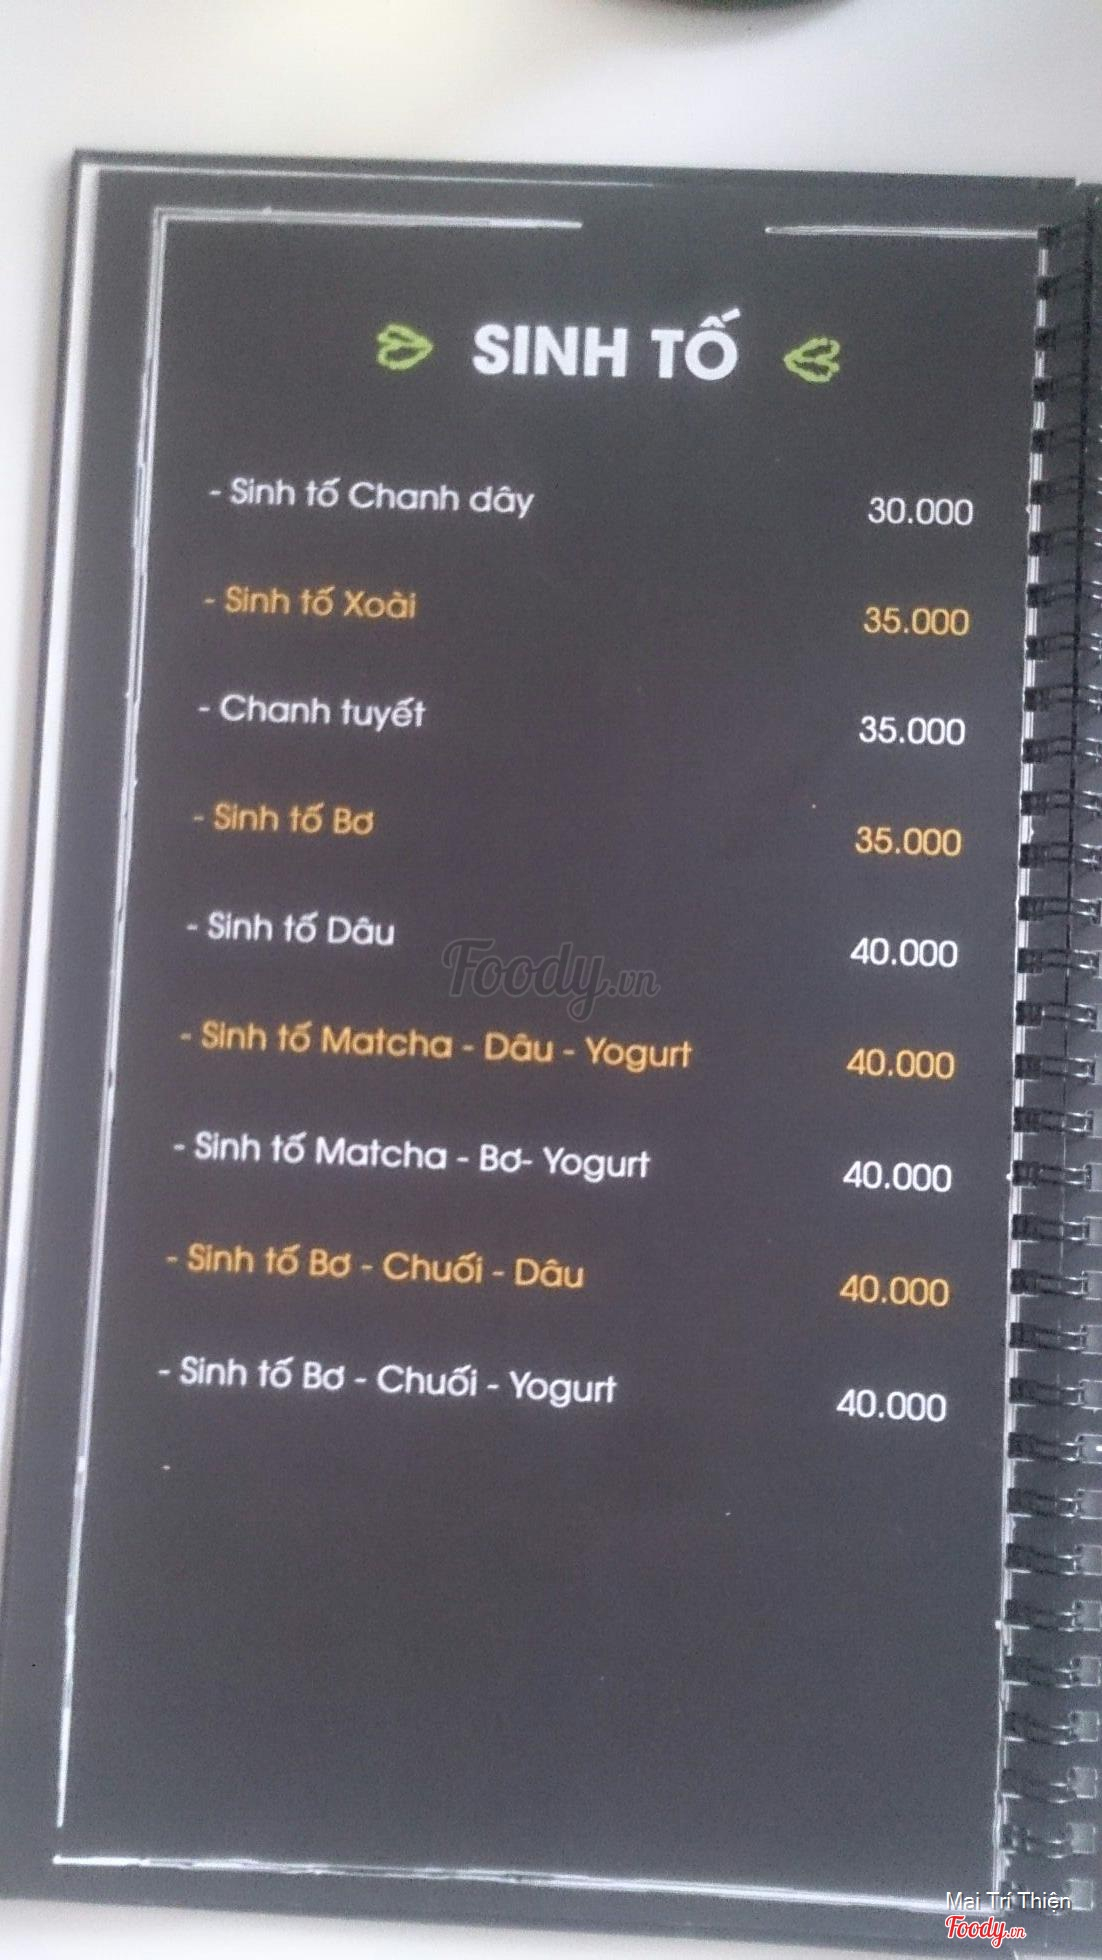 SINH TỐ
- Sinh tố Chanh dây 30.000
- Sinh tố Xoài 35.000
- Chanh tuyết 35.000
- Sinh tố Bơ 35.000
- Sinh tố Dâu 40.000
Foody.vn
- Sinh tố Matcha - Dâu - Yogurt 40.000
- Sinh tố Matcha - Bơ- Yogurt 40.000
- Sinh tố Bơ - Chuối - Dâu 40.000
- Sinh tố Bơ - Chuối - Yogurt 40.000
Mai Trí Thiện
Foody.vn